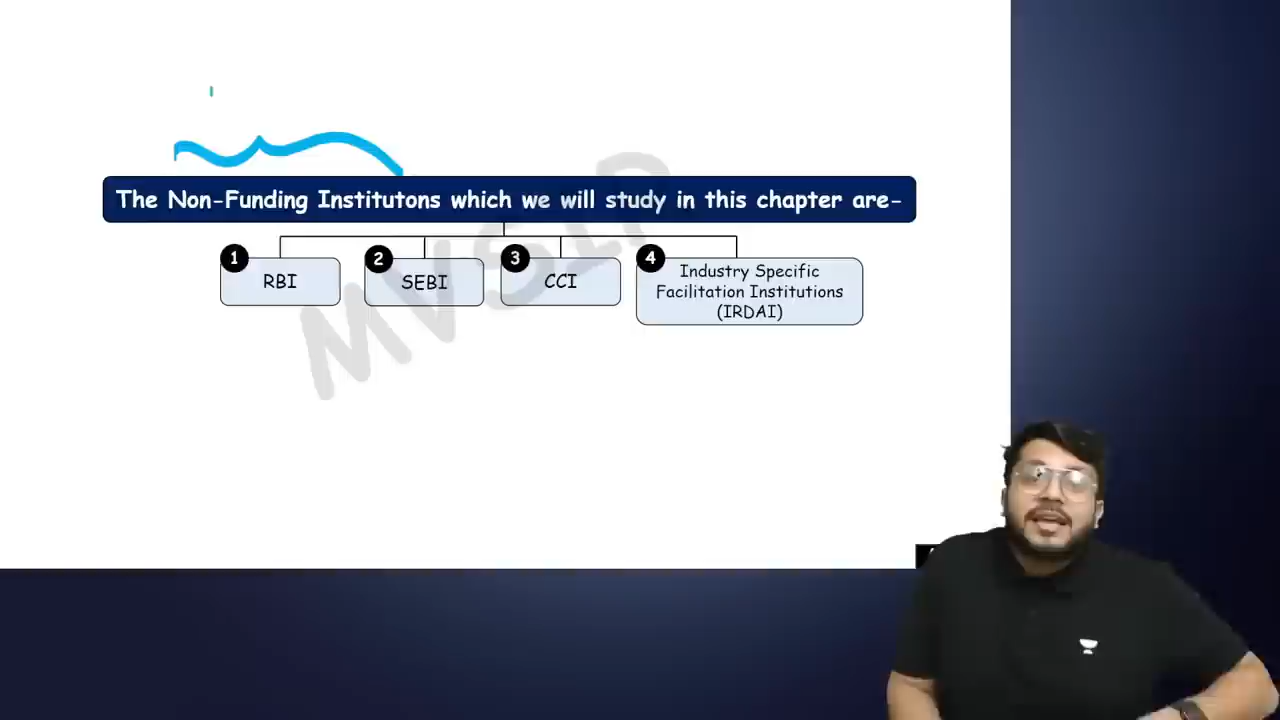 The Non-Funding Institutons which we will study in this chapter are-
1
RBI
2
SEBI
3
CCI
4
Industry Specific
Facilitation Institutions
(IRDAI)
MVSIR